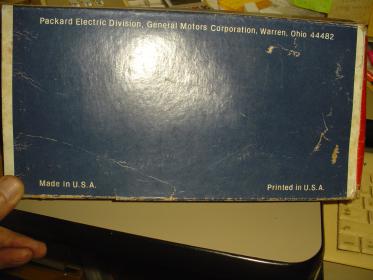 Packard Electric Division, General Motors Corporation, Warren, Ohio 44482
Made in U.S.A.
Printed in U.S.A.